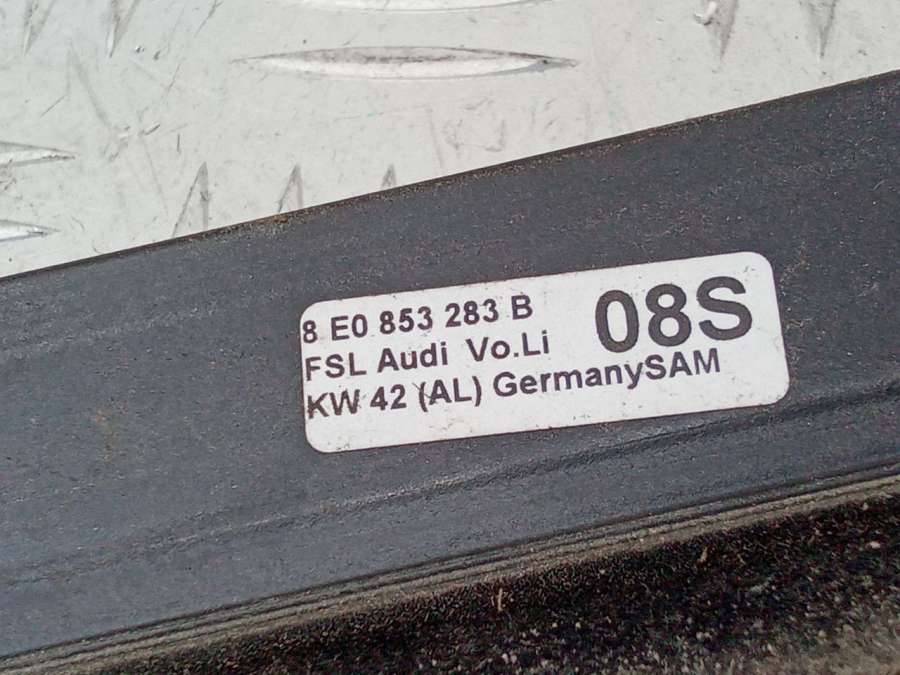 8 E0 853 283 B
08S
FSL Audi Vo.Li
KW 42 (AL) GermanySAM